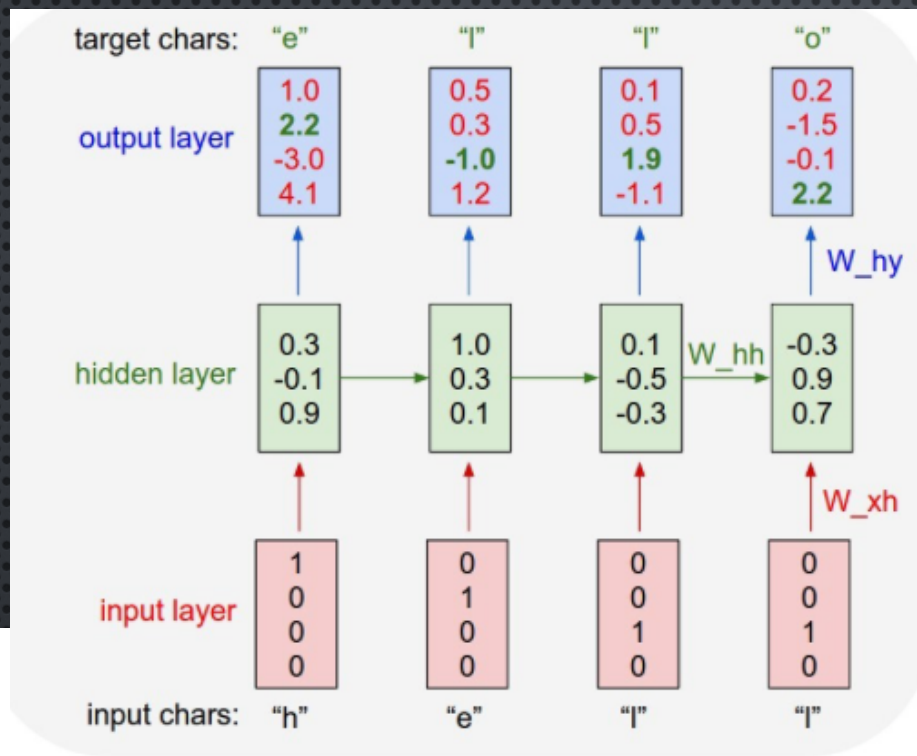 target chars: “e” “l” “l” “o”
1.0 0.5 0.1 0.2
output layer 2.2 0.3 0.5 -1.5
-3.0 -1.0 1.9 -0.1
4.1 1.2 -1.1 2.2
W_hy
0.3 1.0 0.1 W_hh -0.3
hidden layer -0.1 0.3 -0.5 0.9
0.9 0.1 -0.3 0.7
W_xh
1 0 0 0
input layer 0 1 0 0
0 0 1 1
0 0 0 0
input chars: “h” “e” “l” “l”